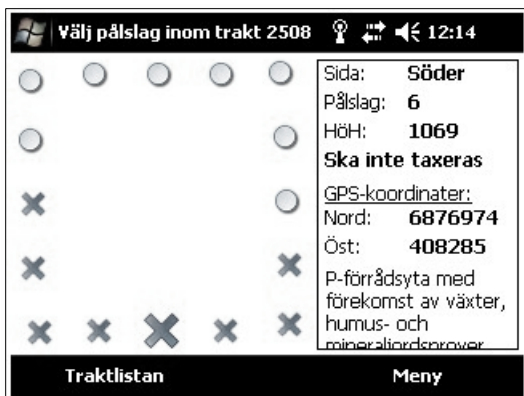 Välj pålslag inom trakt 2508 12:14
Sida: Söder
Pålslag: 6
HöH: 1069
Ska inte taxeras
GPS-koordinater:
Nord: 6876974
Öst: 408285
P-förrådsyta med
förekomst av växter,
humus- och
mineraljordsprover
Traktlistan Meny